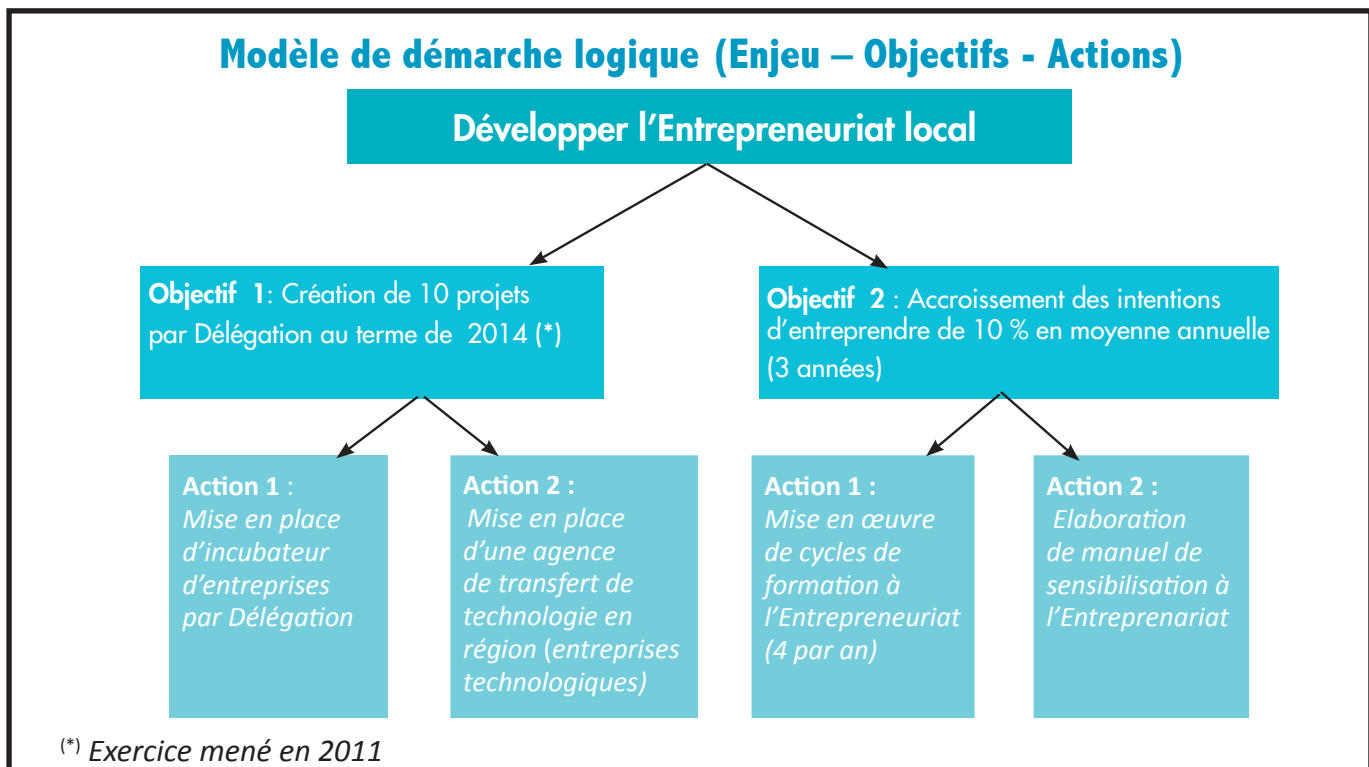 Modèle de démarche logique (Enjeu – Objectifs - Actions)
Développer l’Entrepreneuriat local
Objectif 1: Création de 10 projets
par Délégation au terme de 2014 (*)
Objectif 2 : Accroissement des intentions
d’entreprendre de 10 % en moyenne annuelle
(3 années)
Action 1 :
Mise en place
d’incubateur
d’entreprises
par Délégation
Action 2 :
Mise en place
d’une agence
de transfert de
technologie en
région (entreprises
technologiques)
Action 1 :
Mise en œuvre
de cycles de
formation à
l’Entrepreneuriat
(4 par an)
Action 2 :
Elaboration
de manuel de
sensibilisation à
l’Entreprenariat
(*) Exercice mené en 2011